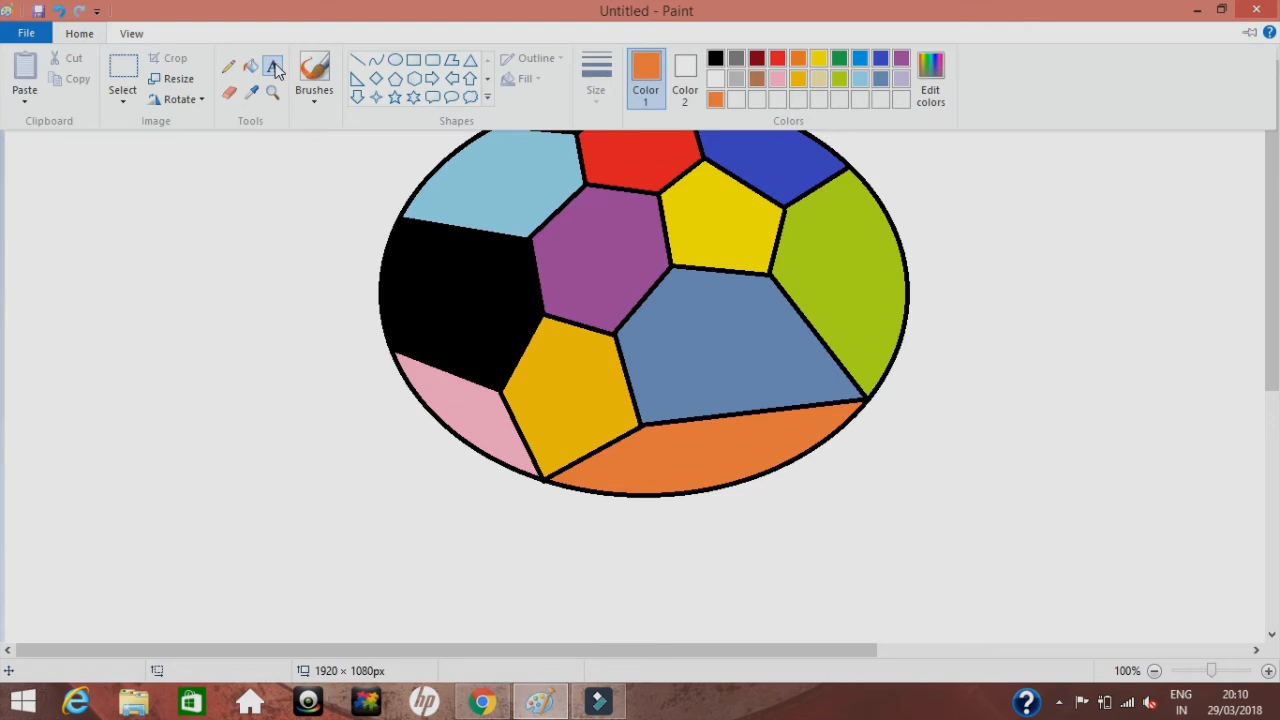 Untitled - Paint
File
Home
View
Paste
Cut
Copy
Clipboard
Select
Crop
Resize
Rotate
Image
A
Tools
Brushes
Outline
Fill
Shapes
Size
Color 1
Color 2
Edit colors
Colors
1920 × 1080px
100%
hp
ENG
IN
20:10
29/03/2018